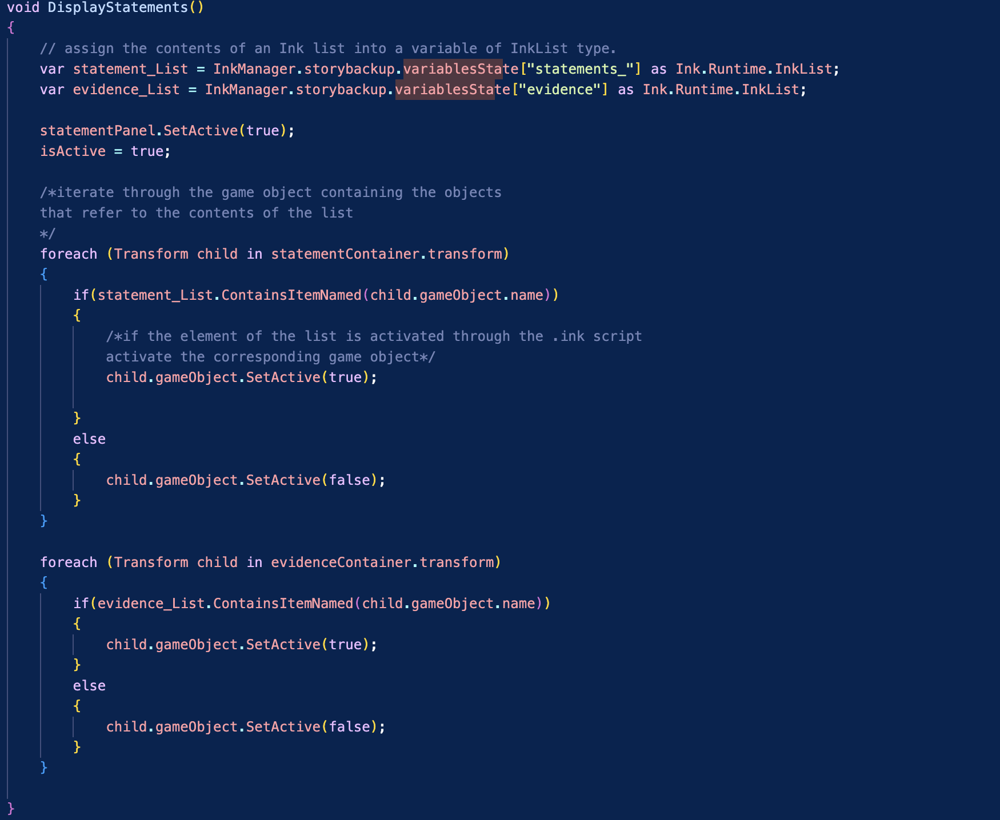 void DisplayStatements()
{
    // assign the contents of an Ink list into a variable of InkList type.
    var statement_List = InkManager.storybackup.variablesState["statements_"] as Ink.Runtime.InkList;
    var evidence_List = InkManager.storybackup.variablesState["evidence"] as Ink.Runtime.InkList;

    statementPanel.SetActive(true);
    isActive = true;

    /*iterate through the game object containing the objects
    that refer to the contents of the list
    */
    foreach (Transform child in statementContainer.transform)
    {
        if(statement_List.ContainsItemNamed(child.gameObject.name))
        {
            /*if the element of the list is activated through the .ink script
            activate the corresponding game object*/
            child.gameObject.SetActive(true);

        }
        else
        {
            child.gameObject.SetActive(false);
        }
    }

    foreach (Transform child in evidenceContainer.transform)
    {
        if(evidence_List.ContainsItemNamed(child.gameObject.name))
        {
            child.gameObject.SetActive(true);
        }
        else
        {
            child.gameObject.SetActive(false);
        }
    }

}